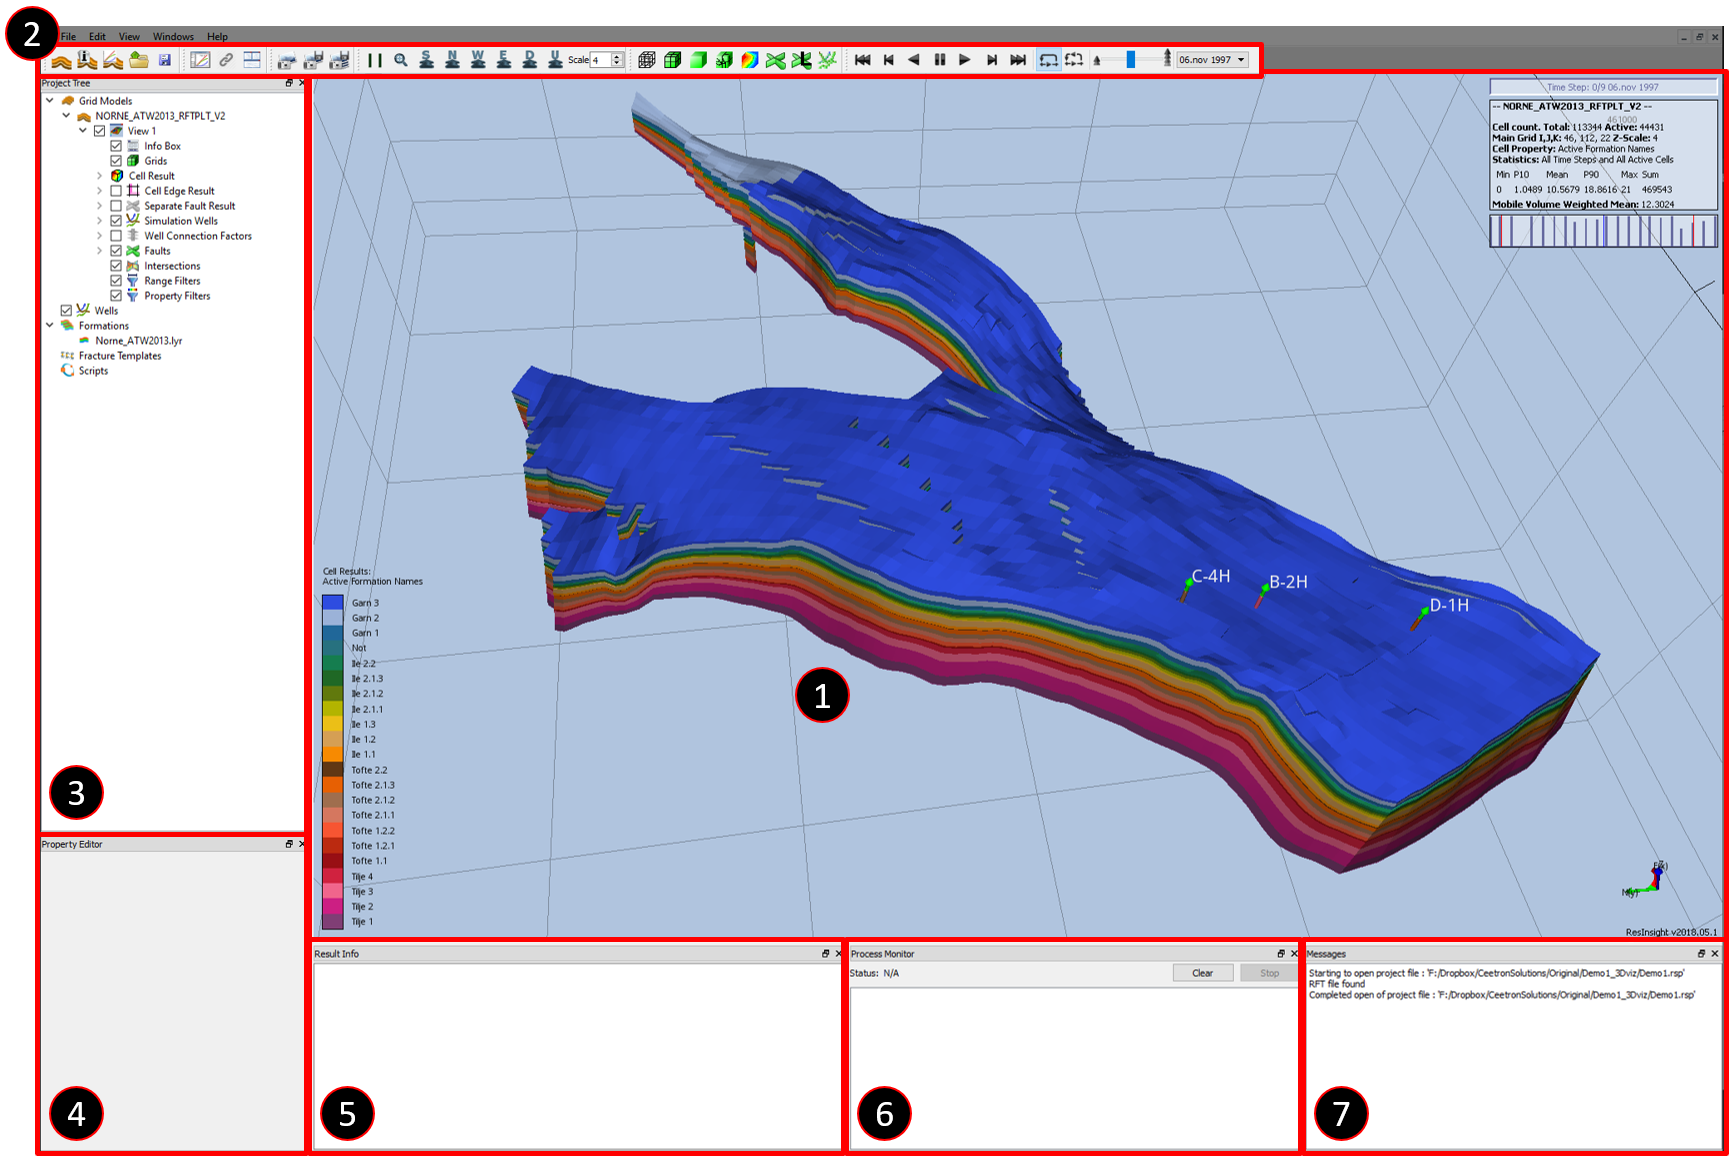 2
File Edit View Windows Help
S N W E D U Scale 4 06.nov 1997
Project Tree
Grid Models
NORNE_ATW2013_RFTPLT_V2
View 1
Info Box
Grids
Cell Result
Cell Edge Result
Separate Fault Result
Simulation Wells
Well Connection Factors
Faults
Intersections
Range Filters
Property Filters
Wells
Formations
Norne_ATW2013.lyr
Fracture Templates
Scripts
3
Time Step: 0/9 06.nov 1997
-- NORNE_ATW2013_RFTPLT_V2 --
461000
Cell count. Total: 113344 Active: 44431
Main Grid I,J,K: 46, 112, 22 Z-Scale: 4
Cell Property: Active Formation Names
Statistics: All Time Steps and All Active Cells
Min P10 Mean P90 Max Sum
0 1.0489 10.5679 18.8616 21 469543
Mobile Volume Weighted Mean: 12.3024
C-4H
B-2H
D-1H
1
Cell Results:
Active Formation Names
Garn 3
Garn 2
Garn 1
Not
Ile 2.2
Ile 2.1.3
Ile 2.1.2
Ile 2.1.1
Ile 1.3
Ile 1.2
Ile 1.1
Tofte 2.2
Tofte 2.1.3
Tofte 2.1.2
Tofte 2.1.1
Tofte 1.2.2
Tofte 1.2.1
Tofte 1.1
Tilje 4
Tilje 3
Tilje 2
Tilje 1
ResInsight v2018.05.1
Property Editor
4
Result Info
5
Process Monitor
Status: N/A Clear Stop
6
Messages
Starting to open project file : 'F:/Dropbox/CeetronSolutions/Original/Demo1_3Dviz/Demo1.rsp'
RFT file found
Completed open of project file : 'F:/Dropbox/CeetronSolutions/Original/Demo1_3Dviz/Demo1.rsp'
7